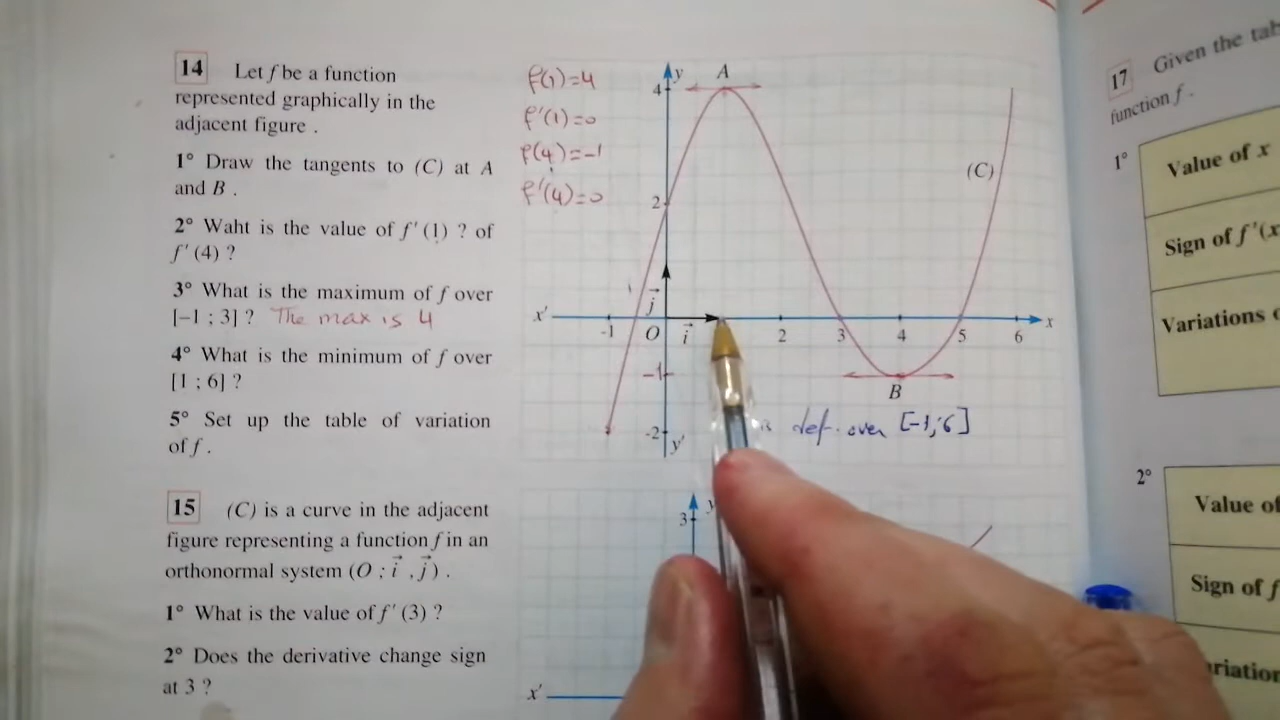 14 Let f be a function
represented graphically in the
adjacent figure .
1° Draw the tangents to (C) at A
and B .
2° Waht is the value of f' (1) ? of
f' (4) ?
3° What is the maximum of f over
[−1 ; 3] ? The max is 4
4° What is the minimum of f over
[1 ; 6] ?
5° Set up the table of variation
of f .
f(1)=4
f'(1)=0
f(4)=-1
f'(4)=0
y
A
4
(C)
2
j
x'
-1
O
i
2
3
4
5
6
x
-1
B
-2
y'
def. over [-1;6]
15 (C) is a curve in the adjacent
figure representing a function f in an
orthonormal system (O ; i , j) .
1° What is the value of f' (3) ?
2° Does the derivative change sign
at 3 ?
y
3
x'
17 Given the
function f .
1°
Value of x
Sign of f'(x
Variations
2°
Value of
Sign of f